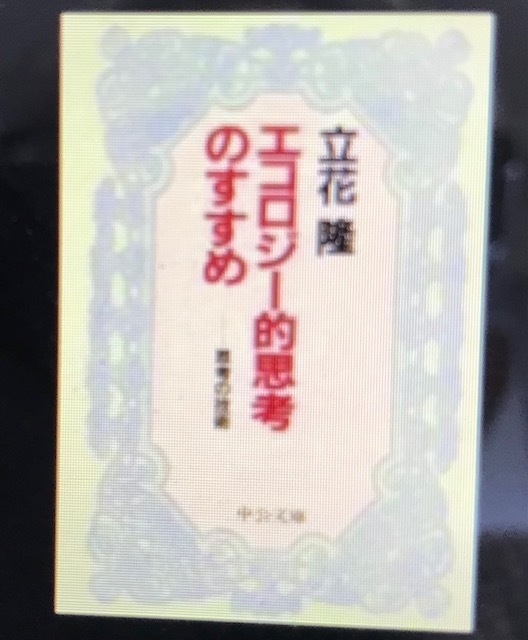 立花 隆
エコロジー的思考
のすすめ
思考の技術
中公文庫